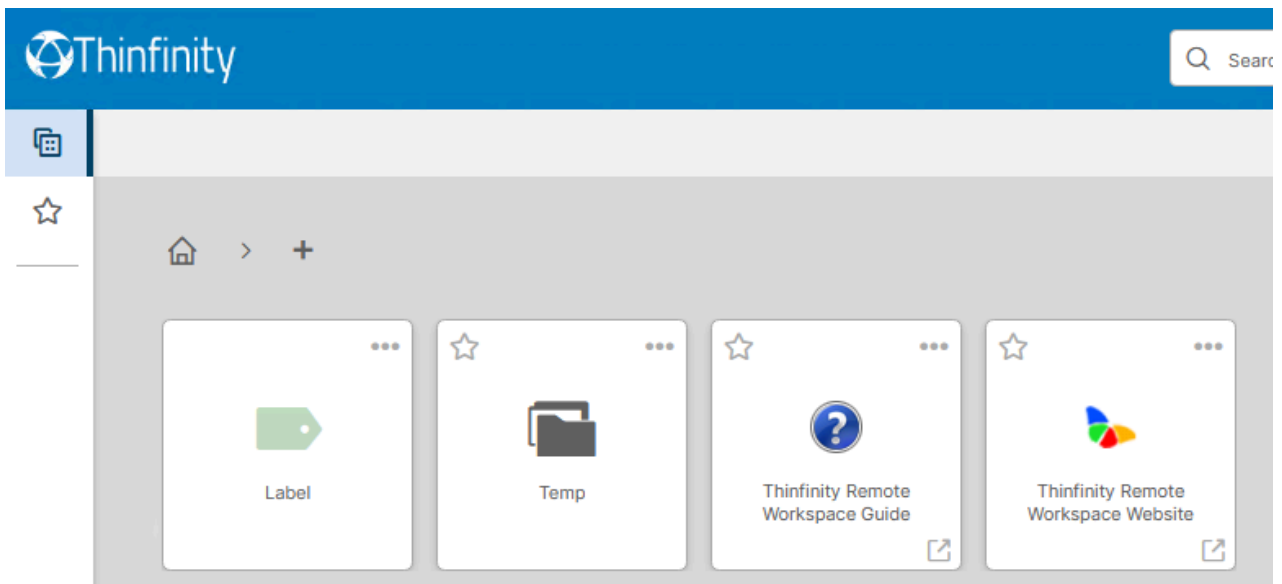 Thinfinity
Label
Temp
Thinfinity Remote
Workspace Guide
Thinfinity Remote
Workspace Website